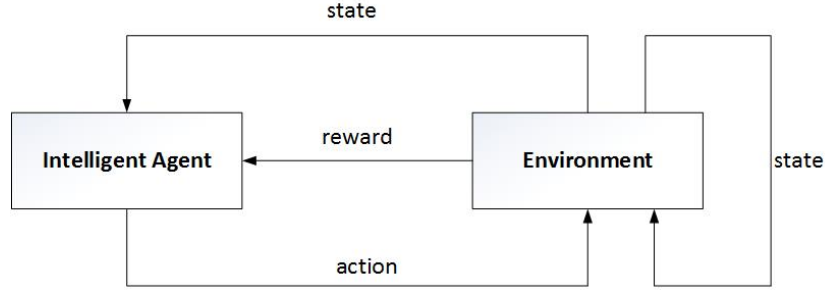 state
reward
Intelligent Agent
Environment
state
action